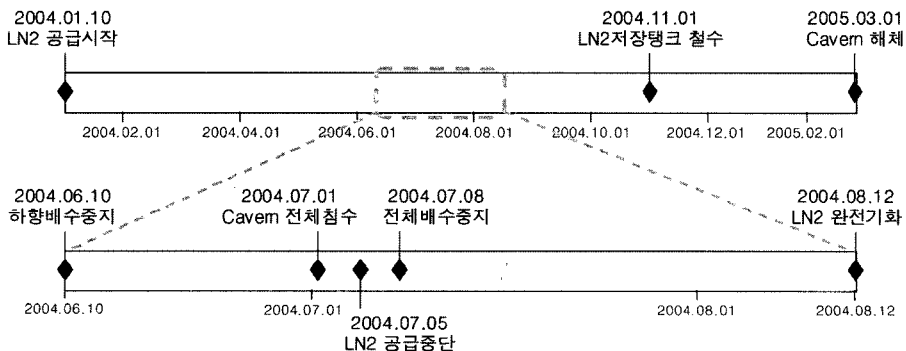 2004.01.10
LN2 공급시작
2004.11.01
LN2저장탱크 철수
2005.03.01
Cavern 해체
2004.02.01
2004.04.01
2004.06.01
2004.08.01
2004.10.01
2004.12.01
2005.02.01
2004.06.10
하향배수중지
2004.07.01
Cavern 전체침수
2004.07.08
전체배수중지
2004.08.12
LN2 완전기화
2004.06.10
2004.07.01
2004.08.01
2004.08.12
2004.07.05
LN2 공급중단